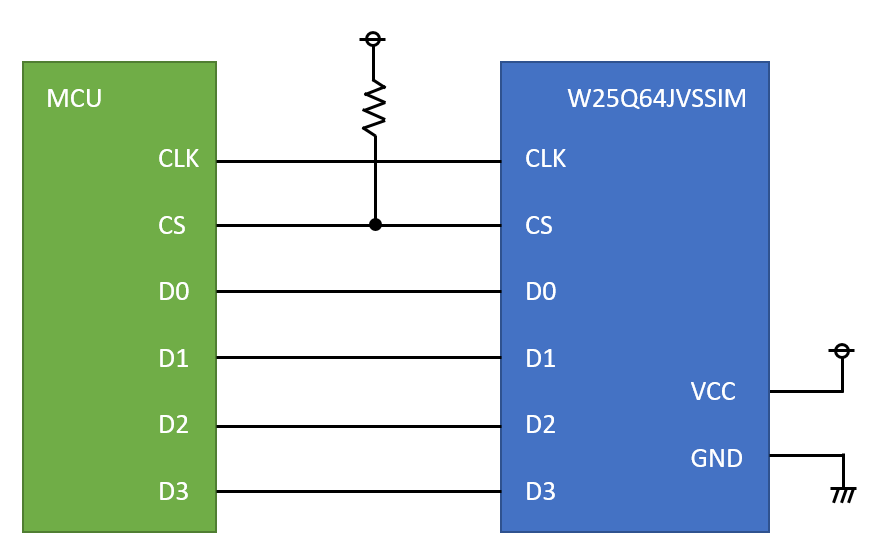 MCU
CLK
CS
D0
D1
D2
D3
W25Q64JVSSIM
CLK
CS
D0
D1
D2
D3
VCC
GND